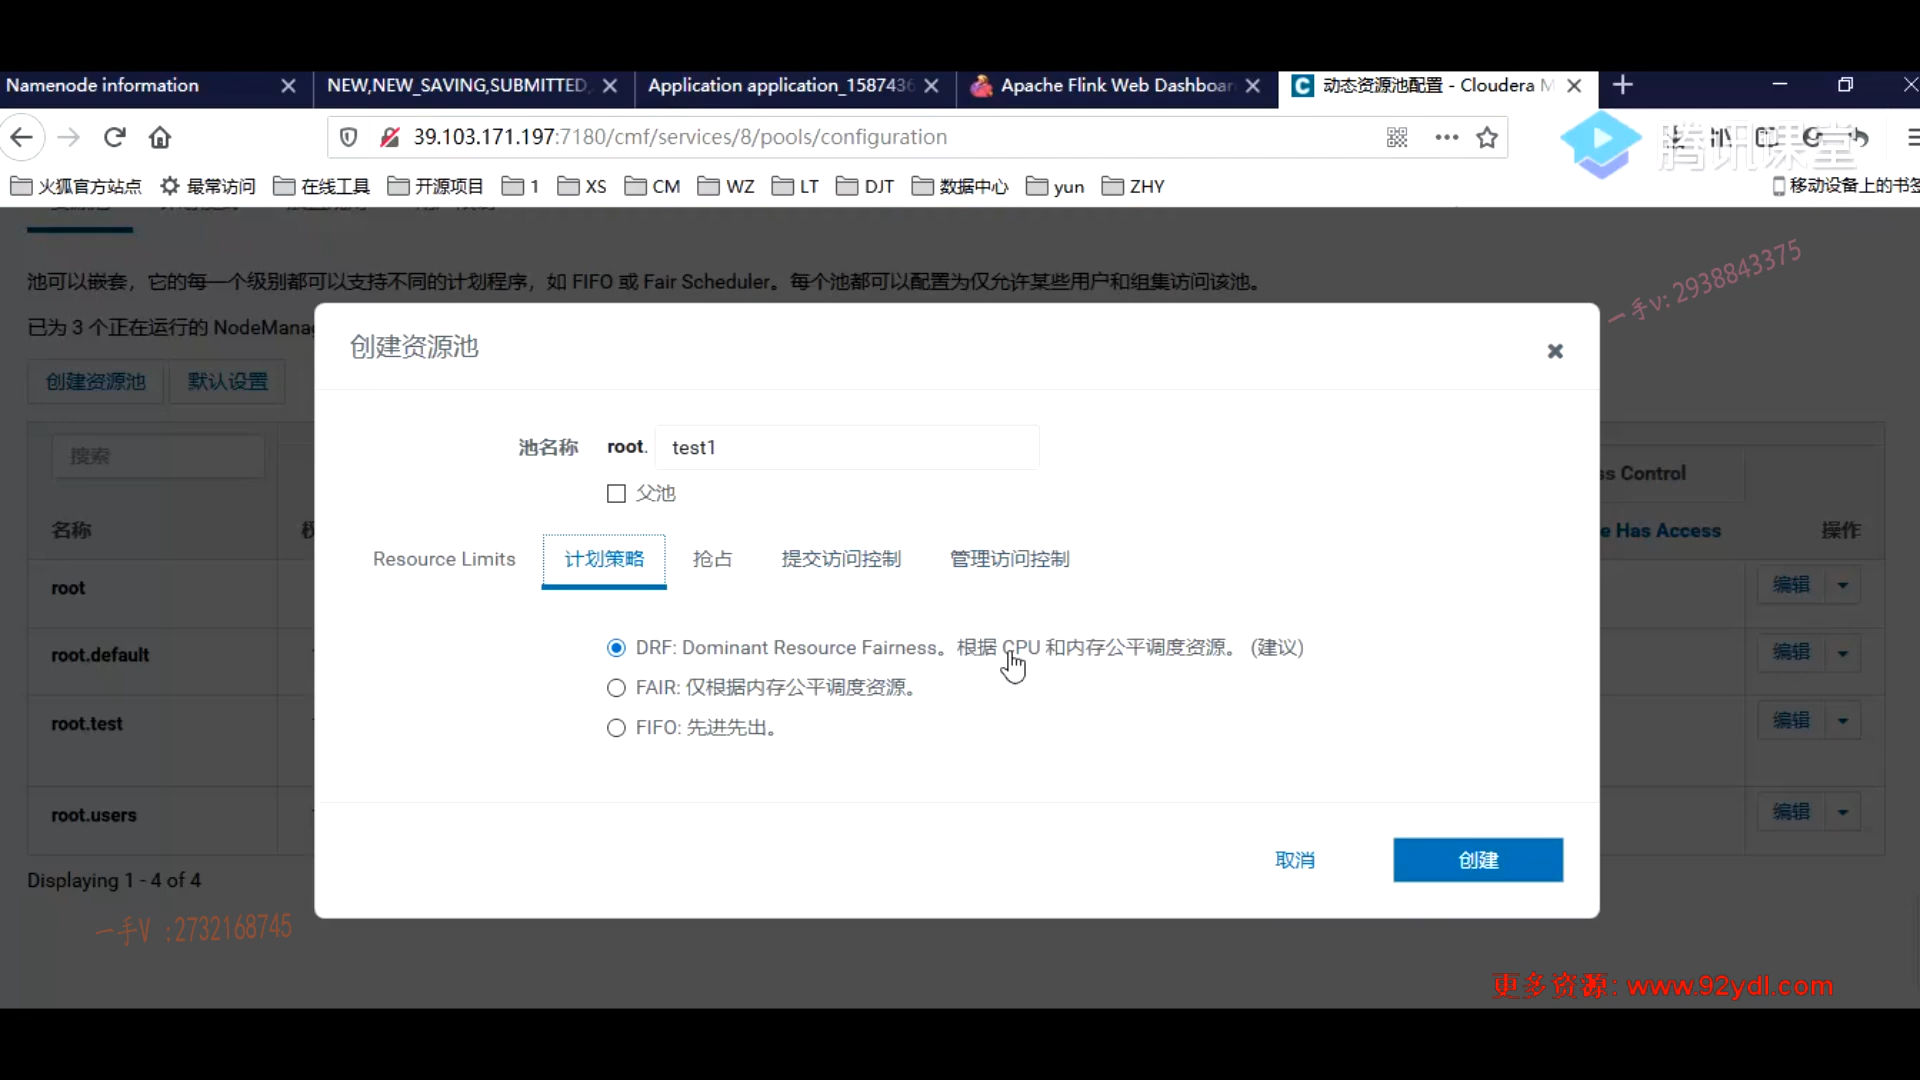 Namenode information
NEW,NEW_SAVING,SUBMITTED,
Application application_1587436
Apache Flink Web Dashboar
动态资源池配置 - Cloudera M
39.103.171.197:7180/cmf/services/8/pools/configuration
腾讯课堂
火狐官方站点 最常访问 在线工具 开源项目 1 XS CM WZ LT DJT 数据中心 yun ZHY 移动设备上的书签
池可以嵌套，它的每一个级别都可以支持不同的计划程序，如 FIFO 或 Fair Scheduler。每个池都可以配置为仅允许某些用户和组集访问该池。
一手v: 2938843375
已为 3 个正在运行的 NodeManag
创建资源池 默认设置
创建资源池
池名称 root. test1
父池
Resource Limits 计划策略 抢占 提交访问控制 管理访问控制
DRF: Dominant Resource Fairness。根据 CPU 和内存公平调度资源。 (建议)
FAIR: 仅根据内存公平调度资源。
FIFO: 先进先出。
取消 创建
搜索
ss Control
名称
e Has Access 操作
root 编辑
root.default 编辑
root.test 编辑
root.users 编辑
Displaying 1 - 4 of 4
一手V :2732168745
更多资源: www.92ydl.com